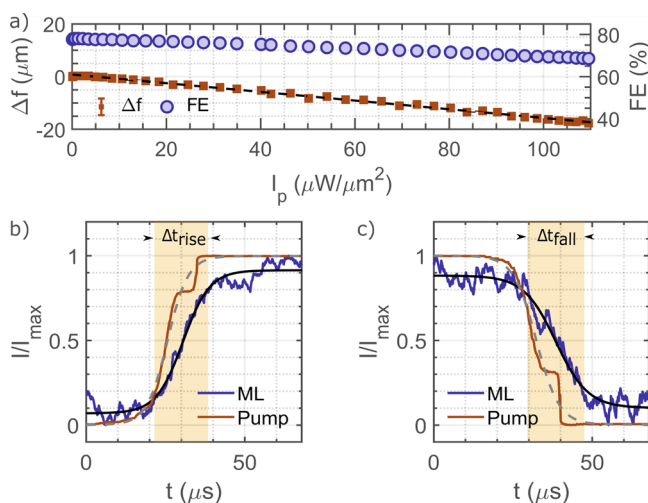 a)
20
0
-20
Δf (μm)
80
60
40
FE (%)
Δf
FE
0
20
40
60
80
100
I_p (μW/μm²)
b)
Δt_rise
1
0.5
0
I/I_max
ML
Pump
0
50
t (μs)
c)
Δt_fall
1
0.5
0
I/I_max
ML
Pump
0
50
t (μs)